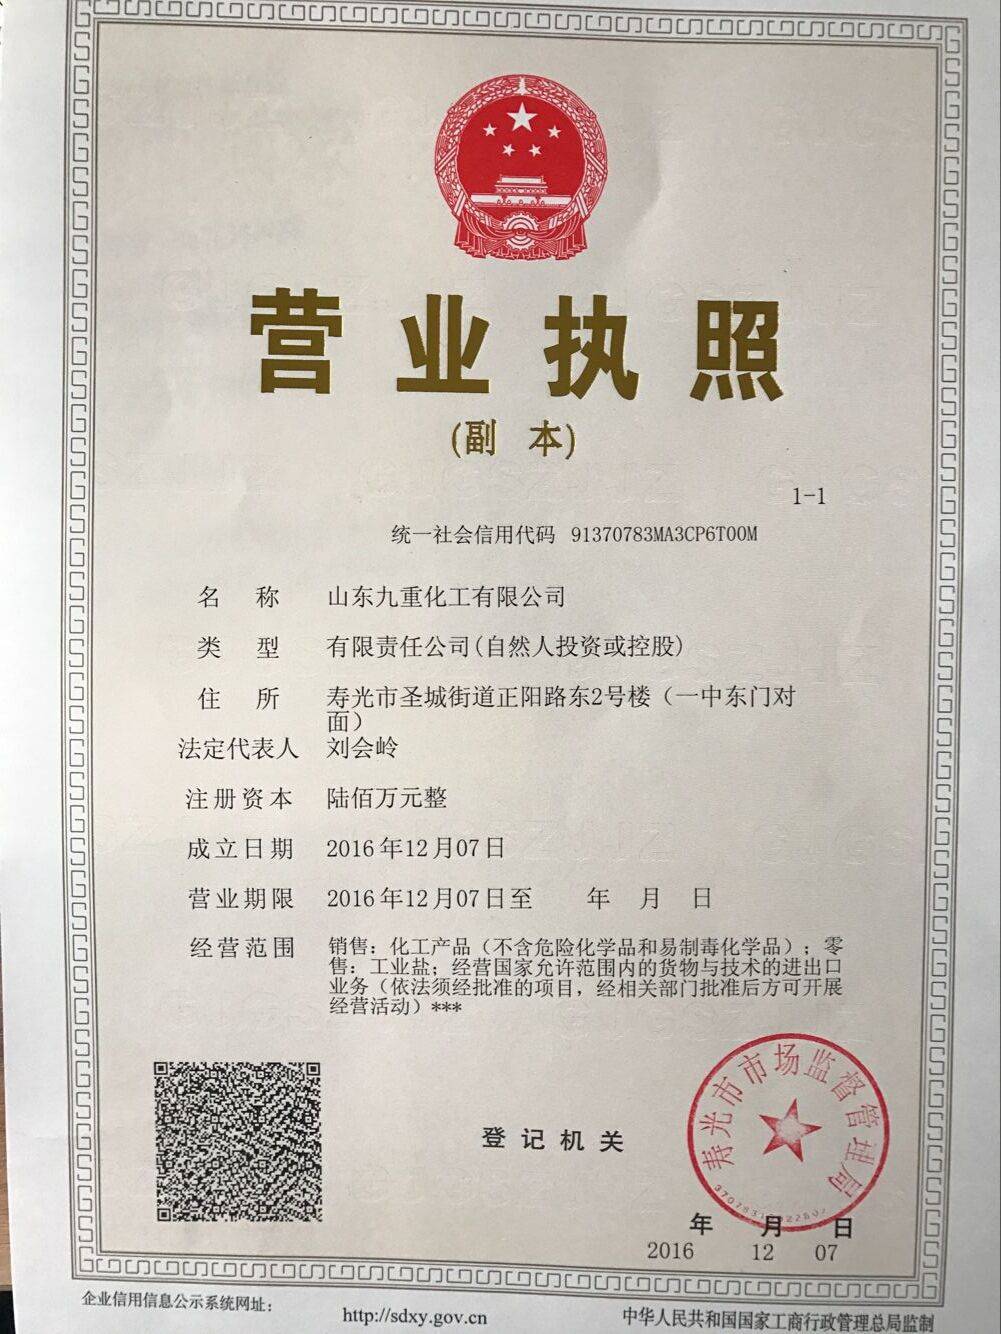 营业执照
(副 本)
1-1
统一社会信用代码 91370783MA3CP6T00M
名 称 山东九重化工有限公司
类 型 有限责任公司(自然人投资或控股)
住 所 寿光市圣城街道正阳路东2号楼（一中东门对
面）
法定代表人 刘会岭
注册资本 陆佰万元整
成立日期 2016年12月07日
营业期限 2016年12月07日至 年 月 日
经营范围 销售：化工产品（不含危险化学品和易制毒化学品）；零
售：工业盐；经营国家允许范围内的货物与技术的进出口
业务（依法须经批准的项目，经相关部门批准后方可开展
经营活动）***
登记机关
寿光市市场监督管理局
年 月 日
2016 12 07
企业信用信息公示系统网址：
http://sdxy.gov.cn
中华人民共和国国家工商行政管理总局监制